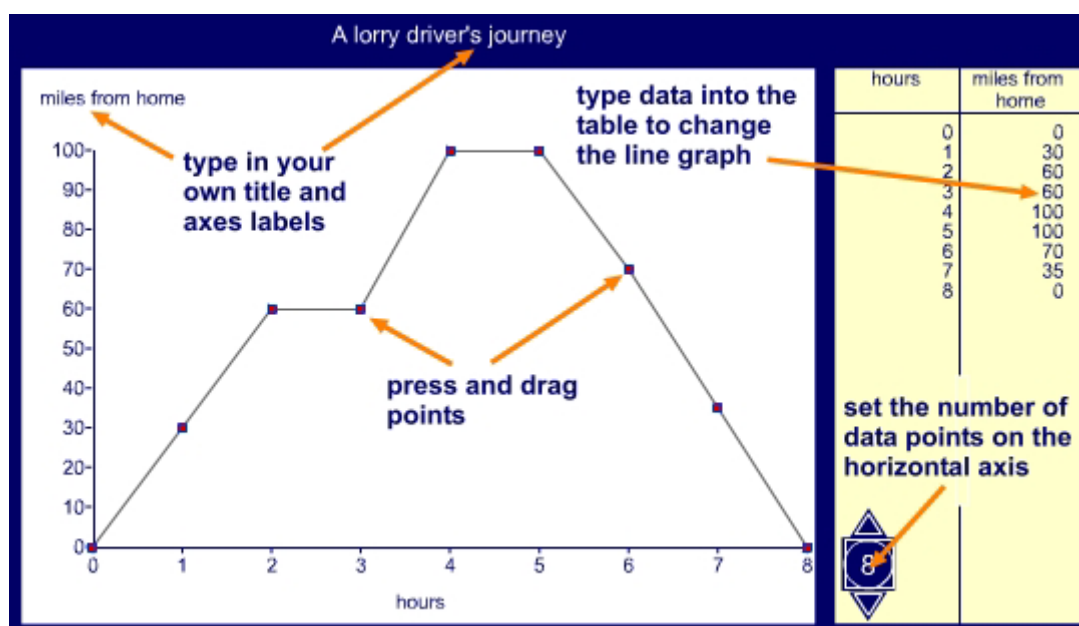 A lorry driver's journey
miles from home
type in your
own title and
axes labels
type data into the
table to change
the line graph
100
90
80
70
60
50
40
30
20
10
0
press and drag
points
0 1 2 3 4 5 6 7 8
hours
hours miles from
home
0 0
1 30
2 60
3 60
4 100
5 100
6 70
7 35
8 0
set the number of
data points on the
horizontal axis
8